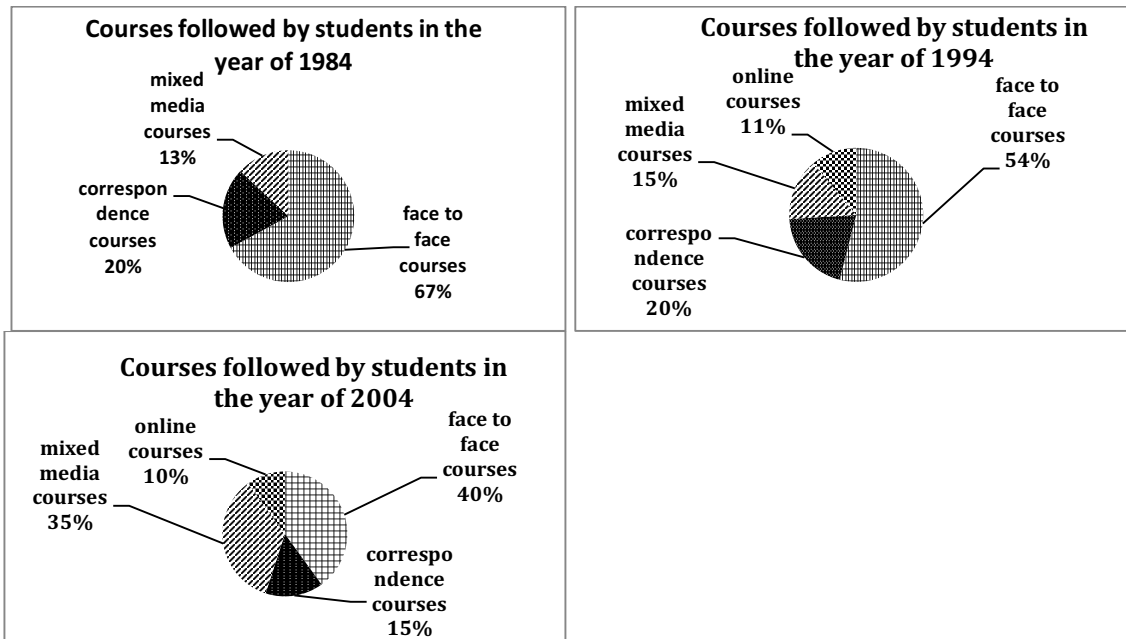 Courses followed by students in the
year of 1984
mixed
media
courses
13%
correspon
dence
courses
20%
face to
face
courses
67%
Courses followed by students in
the year of 1994
online
courses
11%
mixed
media
courses
15%
face to
face
courses
54%
correspo
ndence
courses
20%
Courses followed by students in
the year of 2004
online
courses
10%
mixed
media
courses
35%
face to
face
courses
40%
correspo
ndence
courses
15%